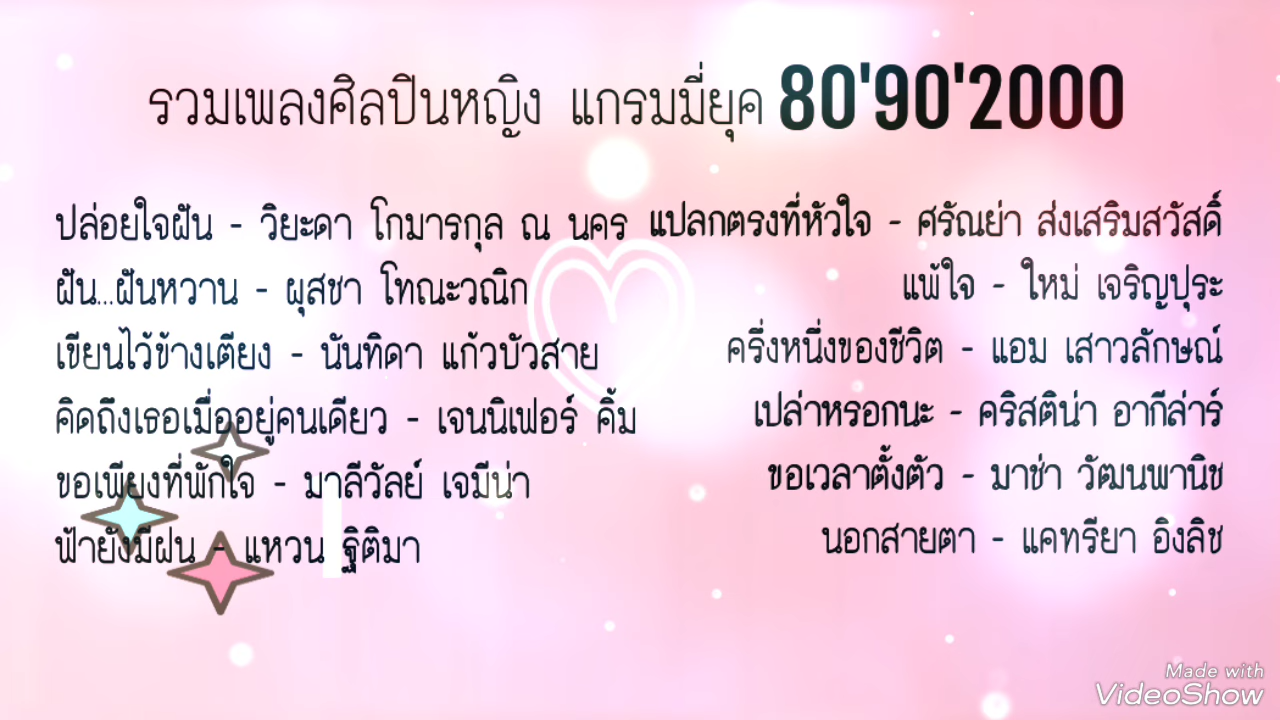 รวมเพลงศิลปินหญิง แกรมมี่ยุค 80'90'2000
ปล่อยใจฝัน - วิยะดา โกมารกุล ณ นคร
ฝัน...ฝันหวาน - ผุสชา โทณะวณิก
เขียนไว้ข้างเตียง - นันทิดา แก้วบัวสาย
คิดถึงเธอเมื่ออยู่คนเดียว - เจนนิเฟอร์ คิ้ม
ขอเพียงที่พักใจ - มาลีวัลย์ เจมีน่า
ฟ้ายังมีฝน - แหวน ฐิติมา
แปลกตรงที่หัวใจ - ศรัณย่า ส่งเสริมสวัสดิ์
แพ้ใจ - ใหม่ เจริญปุระ
ครึ่งหนึ่งของชีวิต - แอม เสาวลักษณ์
เปล่าหรอกนะ - คริสติน่า อากีล่าร์
ขอเวลาตั้งตัว - มาช่า วัฒนพานิช
นอกสายตา - แคทรียา อิงลิช
Made with
VideoShow